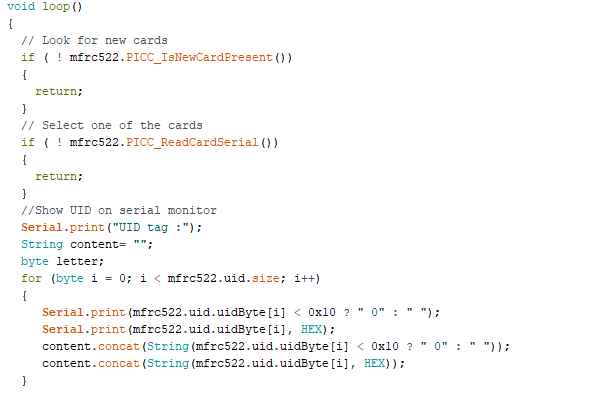 void loop()
{
  // Look for new cards
  if ( ! mfrc522.PICC_IsNewCardPresent())
  {
    return;
  }
  // Select one of the cards
  if ( ! mfrc522.PICC_ReadCardSerial())
  {
    return;
  }
  //Show UID on serial monitor
  Serial.print("UID tag :");
  String content= "";
  byte letter;
  for (byte i = 0; i < mfrc522.uid.size; i++)
  {
     Serial.print(mfrc522.uid.uidByte[i] < 0x10 ? " 0" : " ");
     Serial.print(mfrc522.uid.uidByte[i], HEX);
     content.concat(String(mfrc522.uid.uidByte[i] < 0x10 ? " 0" : " "));
     content.concat(String(mfrc522.uid.uidByte[i], HEX));
  }